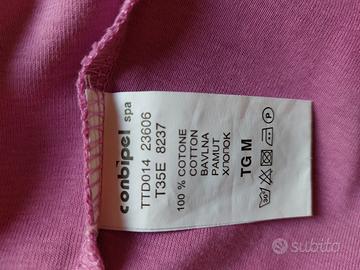 conbipel spa
TTD014 23606
T35E 8237
100 % COTONE
COTTON
BAVLNA
PAMUT
ХЛОПОК
TG M
P
subito